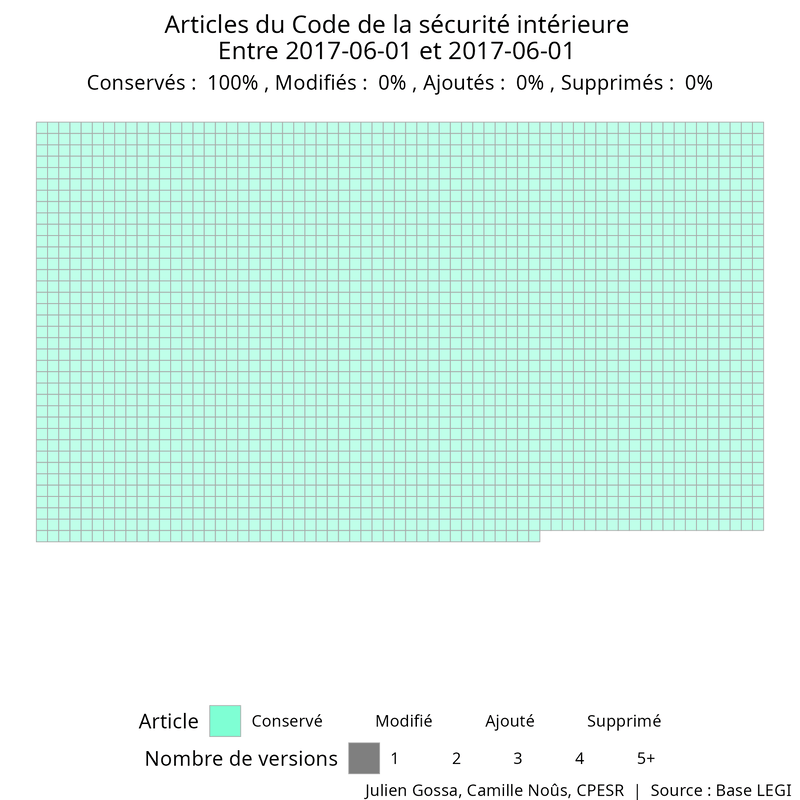 Articles du Code de la sécurité intérieure
Entre 2017-06-01 et 2017-06-01
Conservés : 100% , Modifiés : 0% , Ajoutés : 0% , Supprimés : 0%
Article Conservé Modifié Ajouté Supprimé
Nombre de versions 1 2 3 4 5+
Julien Gossa, Camille Noûs, CPESR | Source : Base LEGI